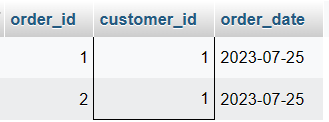 order_id customer_id order_date
1 1 2023-07-25
2 1 2023-07-25